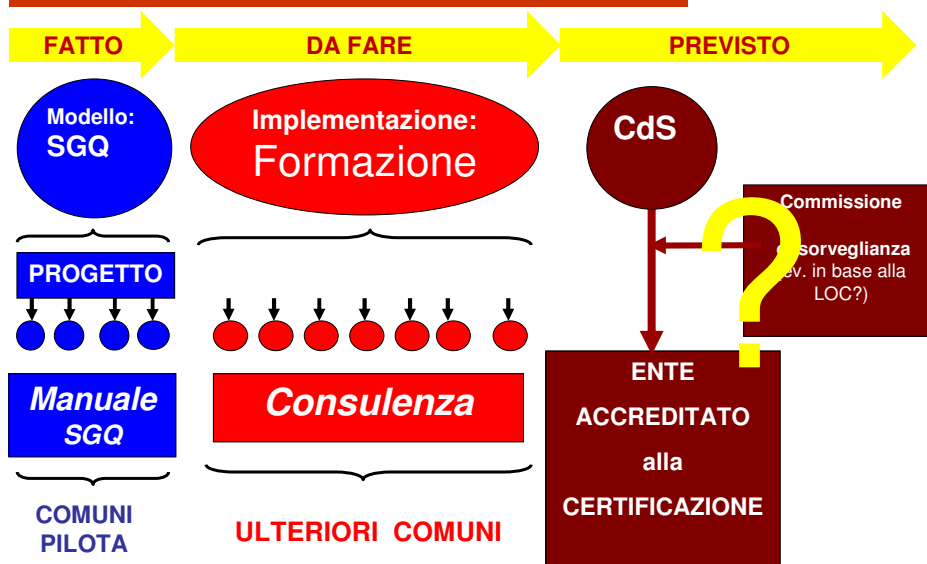 FATTO
DA FARE
PREVISTO
Modello:
SGQ
Implementazione:
Formazione
CdS
Commissione
sorveglianza
ev. in base alla
LOC?)
?
PROGETTO
Manuale
SGQ
Consulenza
ENTE
ACCREDITATO
alla
CERTIFICAZIONE
COMUNI
PILOTA
ULTERIORI COMUNI